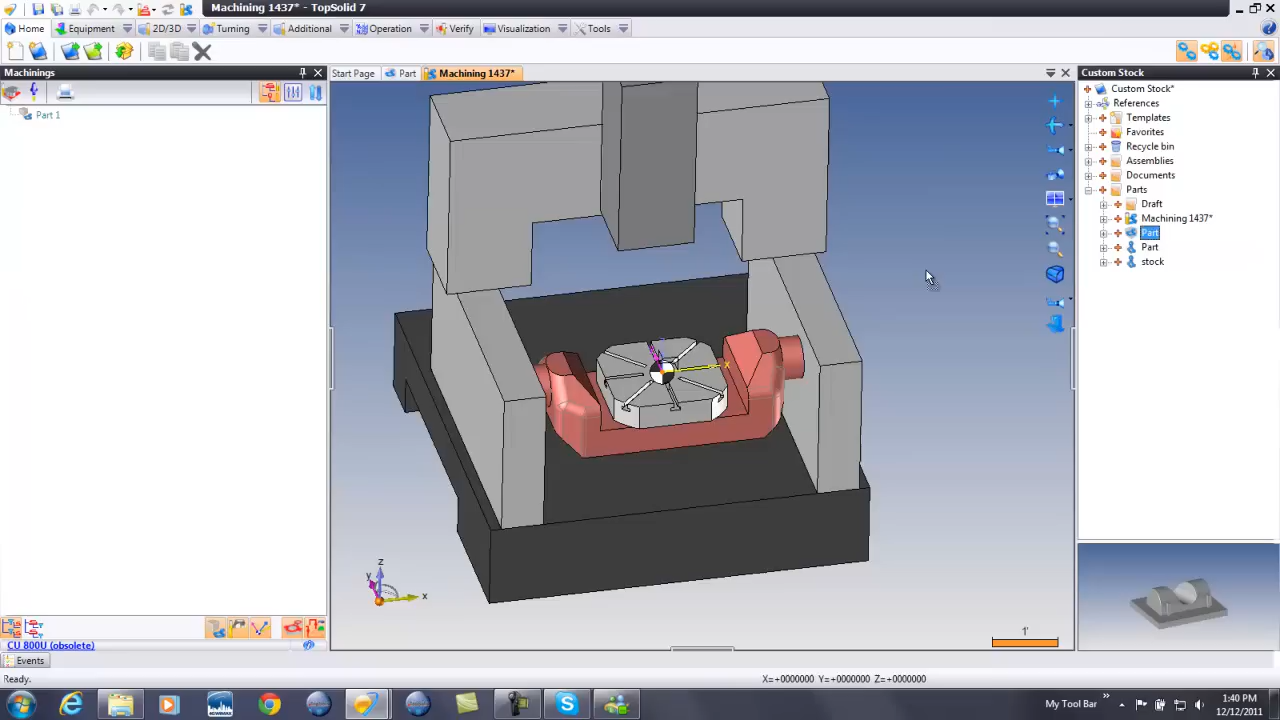 Machining 1437* - TopSolid 7
Home
Equipment
2D/3D
Turning
Additional
Operation
Verify
Visualization
Tools
Machinings
Start Page
Part
Machining 1437*
Custom Stock
Part 1
Custom Stock*
References
Templates
Favorites
Recycle bin
Assemblies
Documents
Parts
Draft
Machining 1437*
Part
Part
stock
X
z
y
x
1'
CU 800U (obsolete)
Events
Ready.
X=+0000000 Y=+0000000 Z=+0000000
My Tool Bar
1:40 PM
12/12/2011